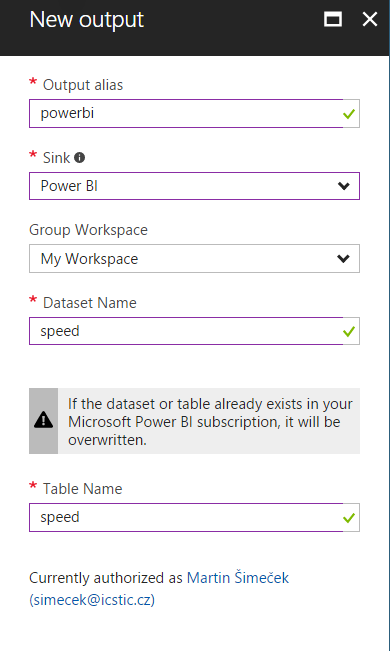 New output
* Output alias
powerbi
* Sink
Power BI
Group Workspace
My Workspace
* Dataset Name
speed
If the dataset or table already exists in your
Microsoft Power BI subscription, it will be
overwritten.
* Table Name
speed
Currently authorized as Martin Šimeček
(simecek@icstic.cz)